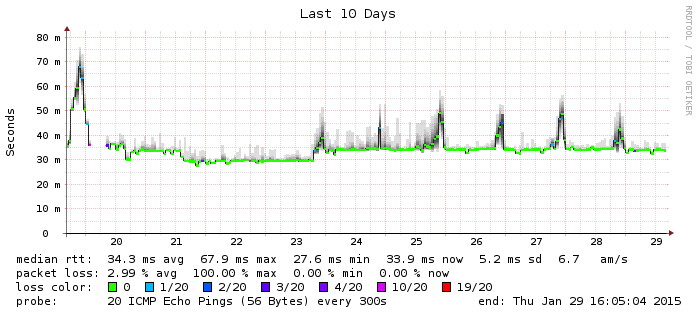 Last 10 Days
RRDTOOL / TOBI OETIKER
Seconds
80 m
70 m
60 m
50 m
40 m
30 m
20 m
10 m
0
20 21 22 23 24 25 26 27 28 29
median rtt: 34.3 ms avg 67.9 ms max 27.6 ms min 33.9 ms now 5.2 ms sd 6.7 am/s
packet loss: 2.99 % avg 100.00 % max 0.00 % min 0.00 % now
loss color: 0 1/20 2/20 3/20 4/20 10/20 19/20
probe: 20 ICMP Echo Pings (56 Bytes) every 300s end: Thu Jan 29 16:05:04 2015